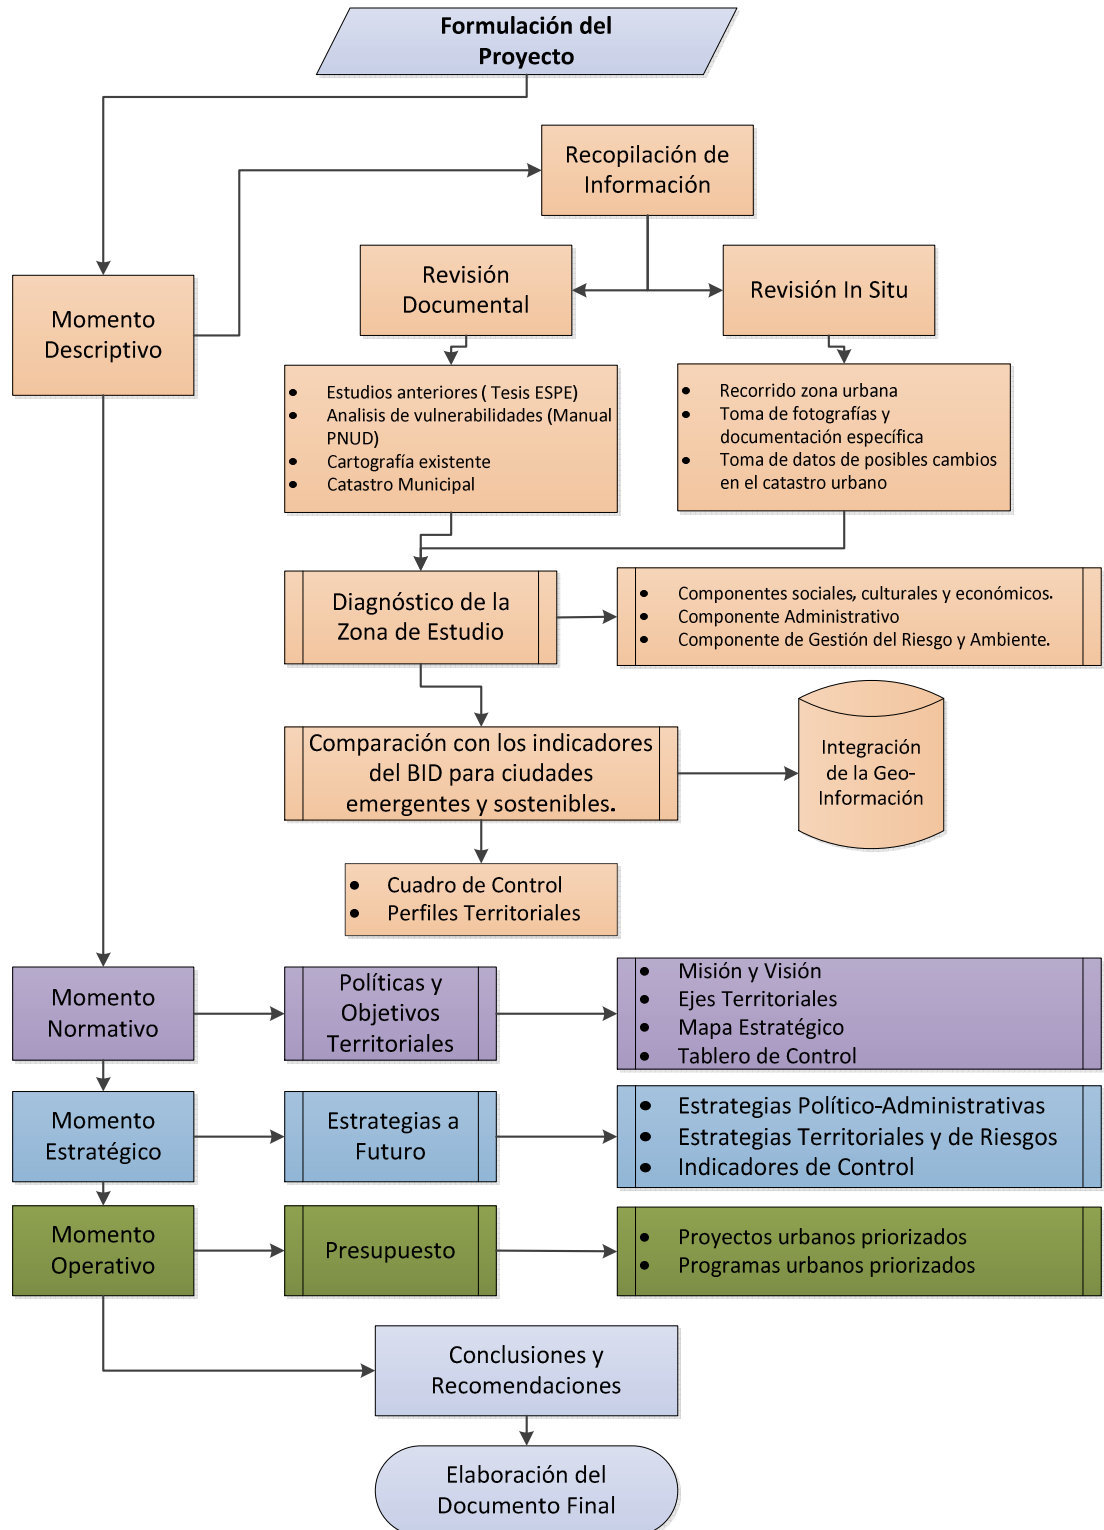 Formulación del
Proyecto
Recopilación de
Información
Revisión
Documental
Revisión In Situ
Momento
Descriptivo
• Estudios anteriores ( Tesis ESPE)
• Analisis de vulnerabilidades (Manual
PNUD)
• Cartografía existente
• Catastro Municipal
• Recorrido zona urbana
• Toma de fotografías y
documentación específica
• Toma de datos de posibles cambios
en el catastro urbano
Diagnóstico de la
Zona de Estudio
• Componentes sociales, culturales y económicos.
• Componente Administrativo
• Componente de Gestión del Riesgo y Ambiente.
Comparación con los indicadores
del BID para ciudades
emergentes y sostenibles.
Integración
de la Geo-
Información
• Cuadro de Control
• Perfiles Territoriales
Momento
Normativo
Políticas y
Objetivos
Territoriales
• Misión y Visión
• Ejes Territoriales
• Mapa Estratégico
• Tablero de Control
Momento
Estratégico
Estrategias a
Futuro
• Estrategias Político-Administrativas
• Estrategias Territoriales y de Riesgos
• Indicadores de Control
Momento
Operativo
Presupuesto
• Proyectos urbanos priorizados
• Programas urbanos priorizados
Conclusiones y
Recomendaciones
Elaboración del
Documento Final